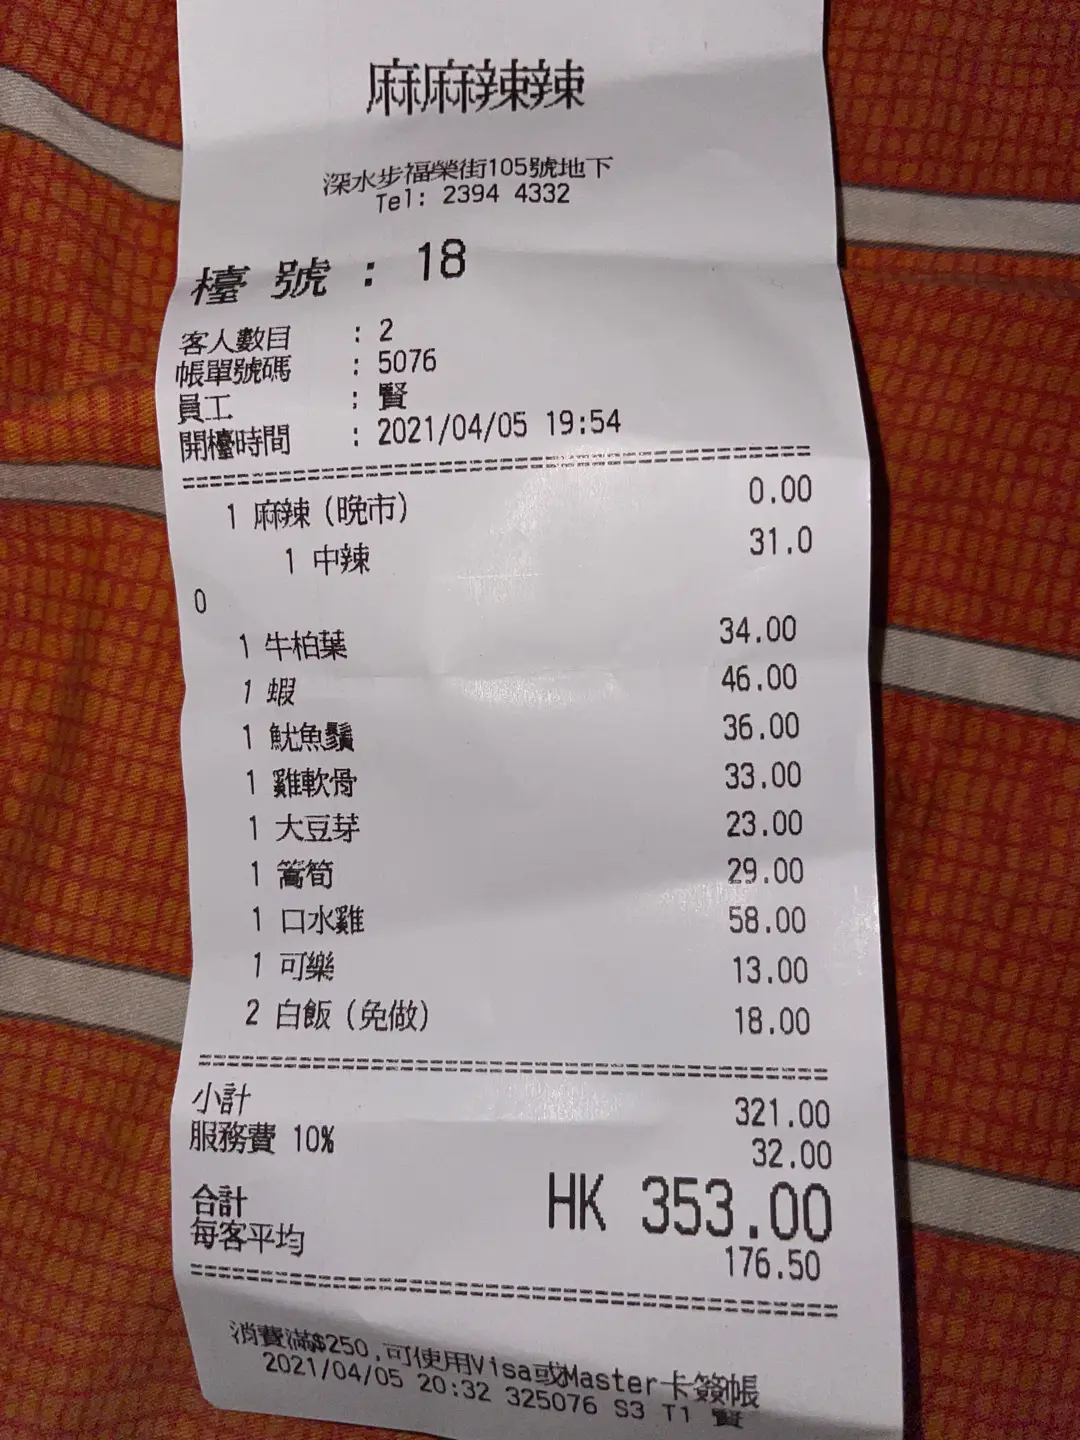 麻麻辣辣
深水步福榮街105號地下
Tel: 2394 4332
檯 號 : 18
客人數目 : 2
帳單號碼 : 5076
員工 : 賢
開檯時間 : 2021/04/05 19:54
1 麻辣(晚市) 0.00
1 中辣 31.0
0
1 牛柏葉 34.00
1 蝦 46.00
1 魷魚鬚 36.00
1 雞軟骨 33.00
1 大豆芽 23.00
1 萵筍 29.00
1 口水雞 58.00
1 可樂 13.00
2 白飯(免做) 18.00
小計 321.00
服務費 10% 32.00
合計 HK 353.00
每客平均 176.50
消費滿$250,可使用Visa或Master卡簽帳
2021/04/05 20:32 325076 S3 T1 賢